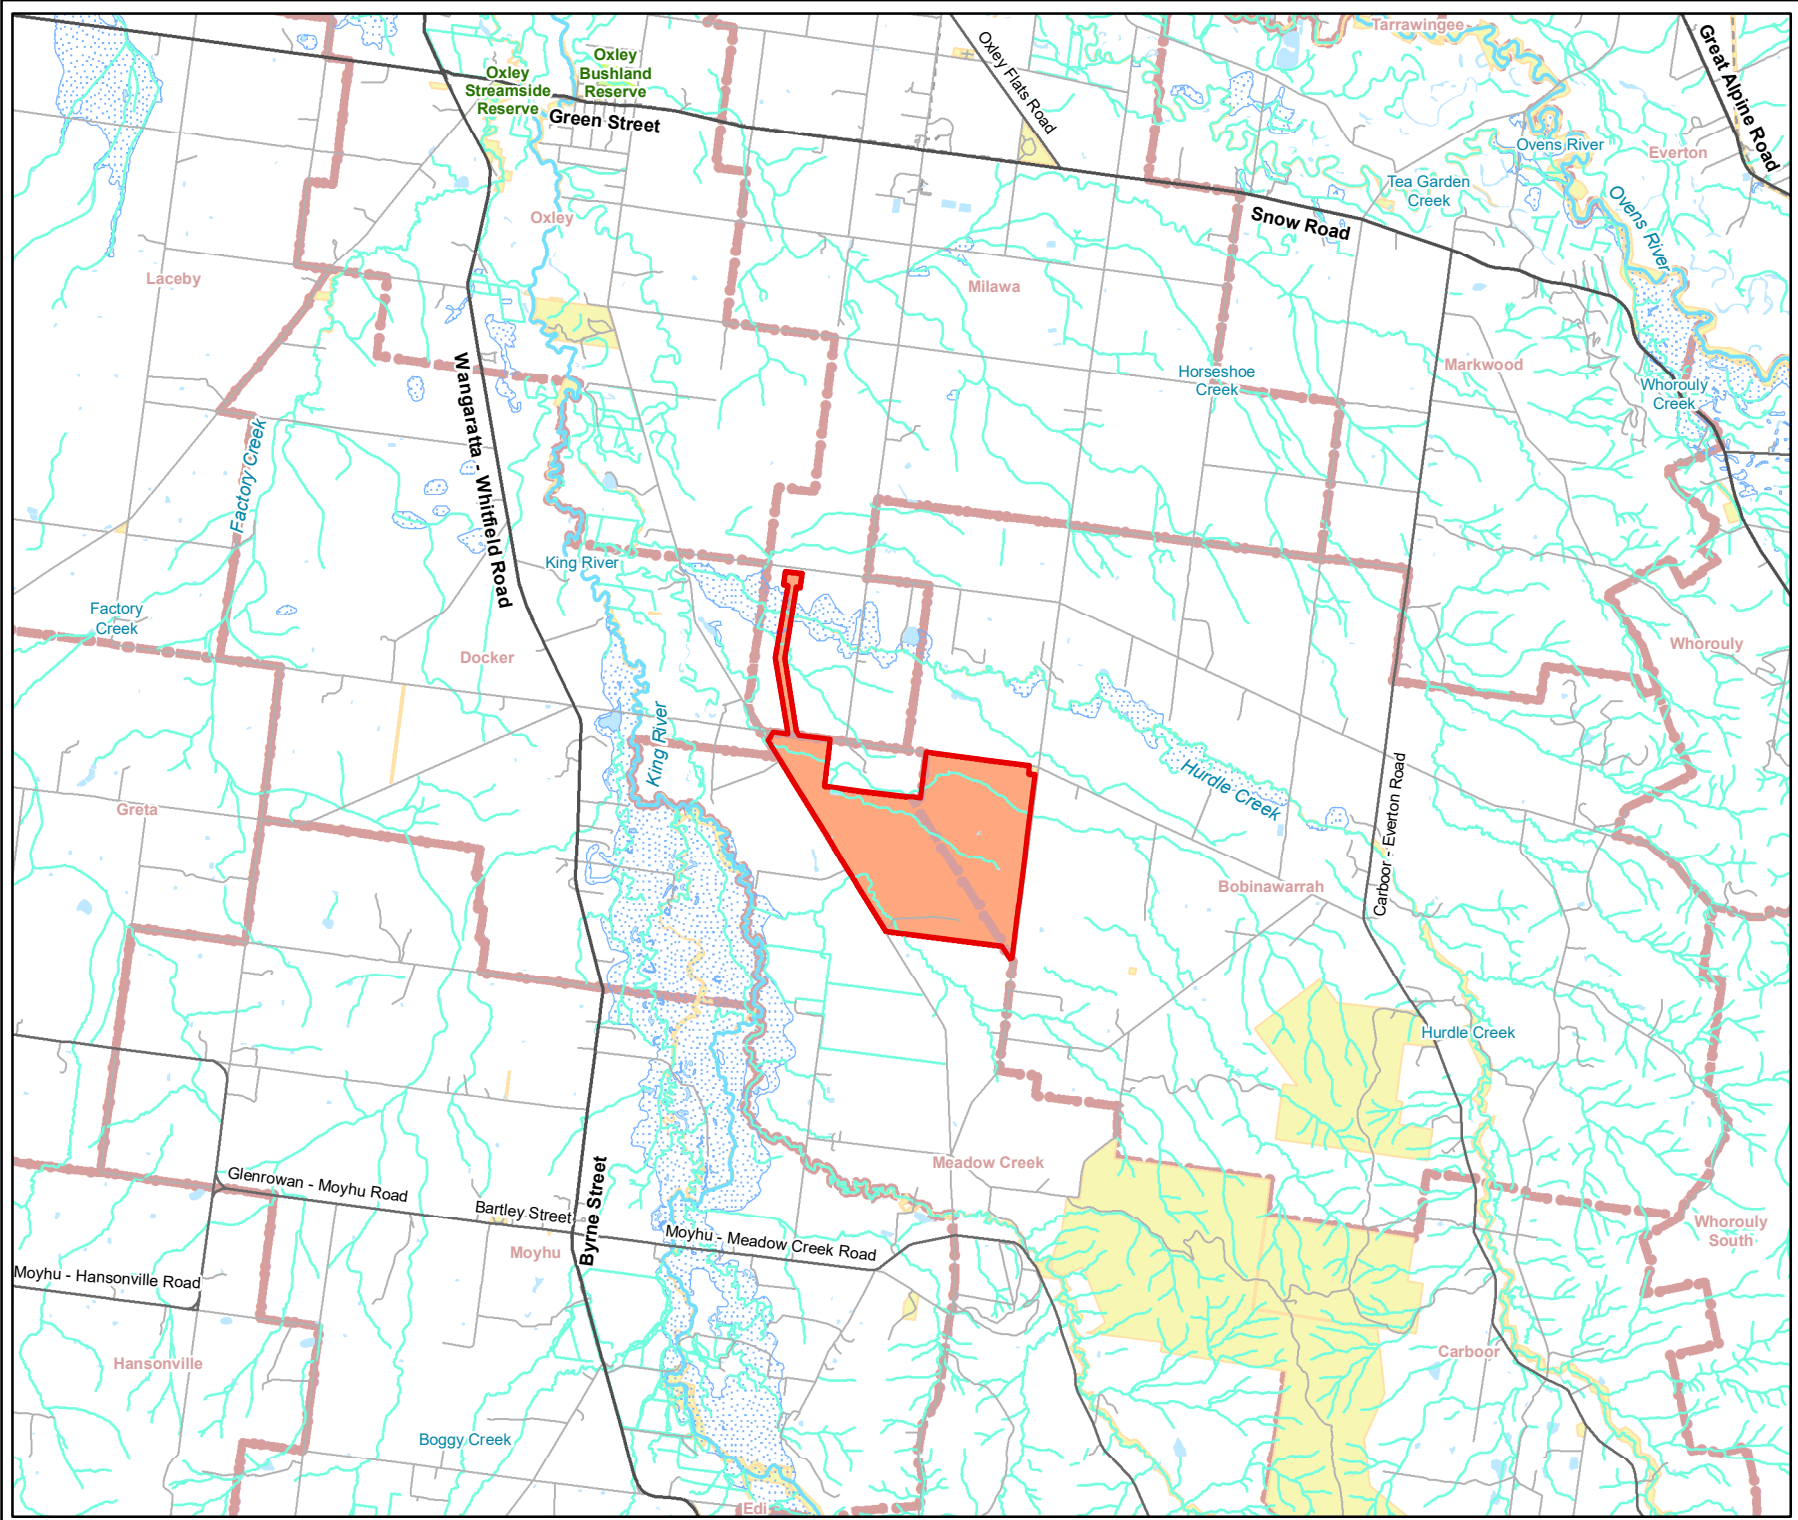 Tarrawingee
Great Alpine Road
Oxley Flats Road
Oxley
Bushland
Reserve
Oxley
Streamside
Reserve
Green Street
Ovens River
Everton
Tea Garden
Creek
Ovens River
Oxley
Snow Road
Laceby
Milawa
Markwood
Horseshoe
Creek
Whorouly
Creek
Wangaratta - Whitfield Road
Factory Creek
King River
Factory
Creek
Docker
Whorouly
King River
Hurdle Creek
Carboor - Everton Road
Greta
Bobinawarrah
Hurdle Creek
Meadow Creek
Glenrowan - Moyhu Road
Bartley Street
Byrne Street
Moyhu - Meadow Creek Road
Moyhu
Whorouly
South
Moyhu - Hansonville Road
Hansonville
Carboor
Boggy Creek
Edi